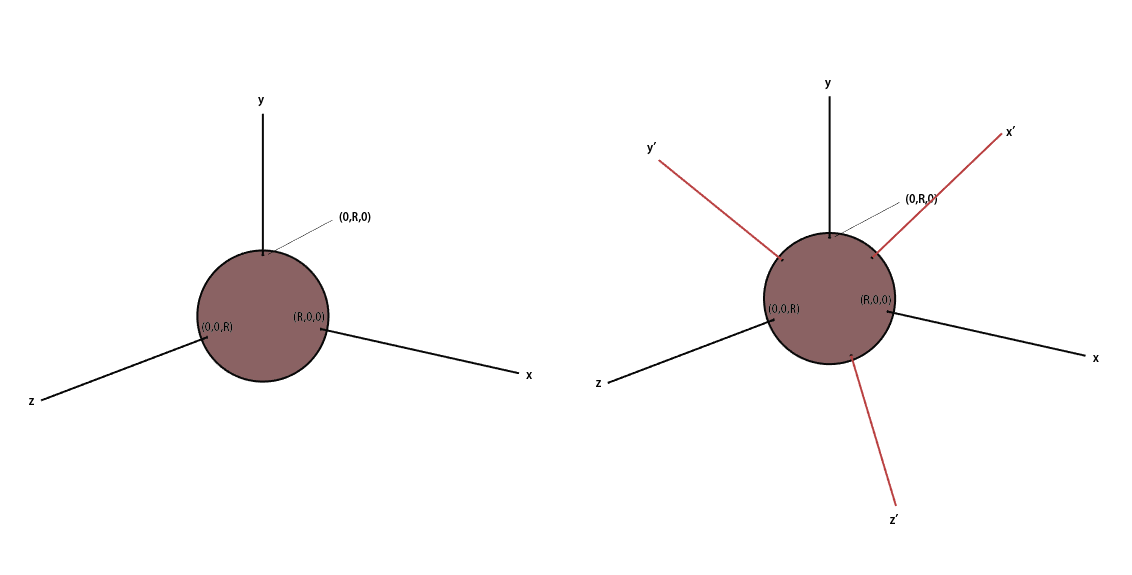 y
(0,R,0)
(0,0,R)
(R,0,0)
x
z
y
x’
y’
(0,R,0)
(R,0,0)
(0,0,R)
x
z
z’